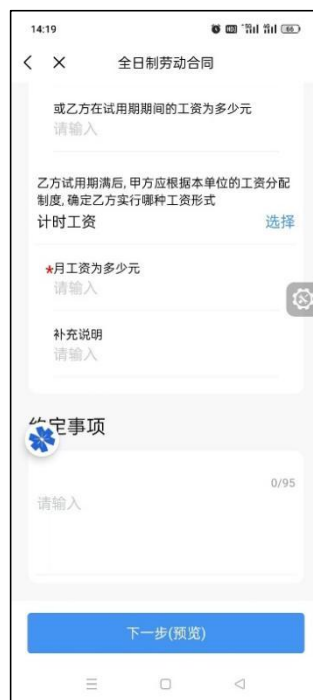 14:19
全日制劳动合同
或乙方在试用期期间的工资为多少元
请输入
乙方试用期满后,甲方应根据本单位的工资分配
制度,确定乙方实行哪种工资形式
计时工资 选择
*月工资为多少元
请输入
补充说明
请输入
定事项
0/95
请输入
下一步(预览)